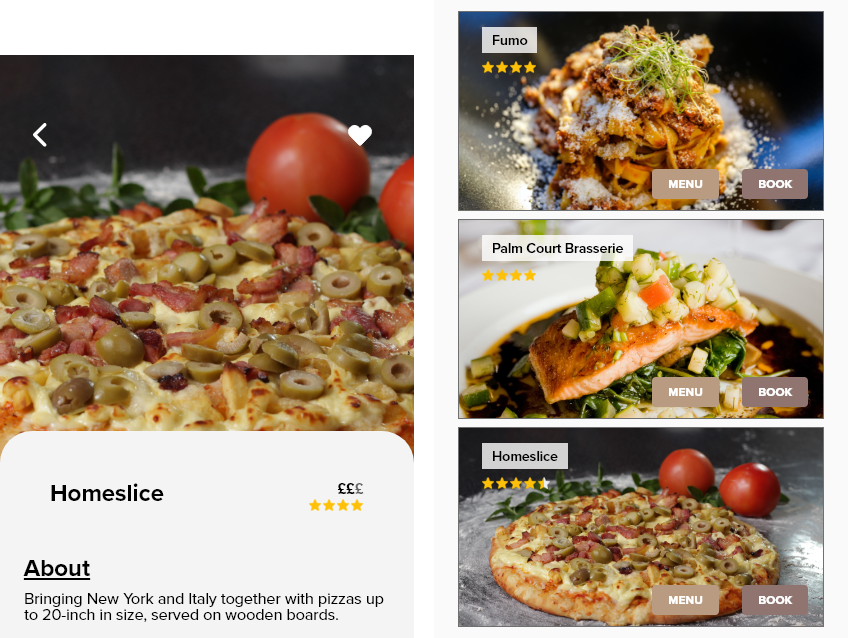 Homeslice
£££
About
Bringing New York and Italy together with pizzas up
to 20-inch in size, served on wooden boards.
Fumo
MENU BOOK
Palm Court Brasserie
MENU BOOK
Homeslice
MENU BOOK